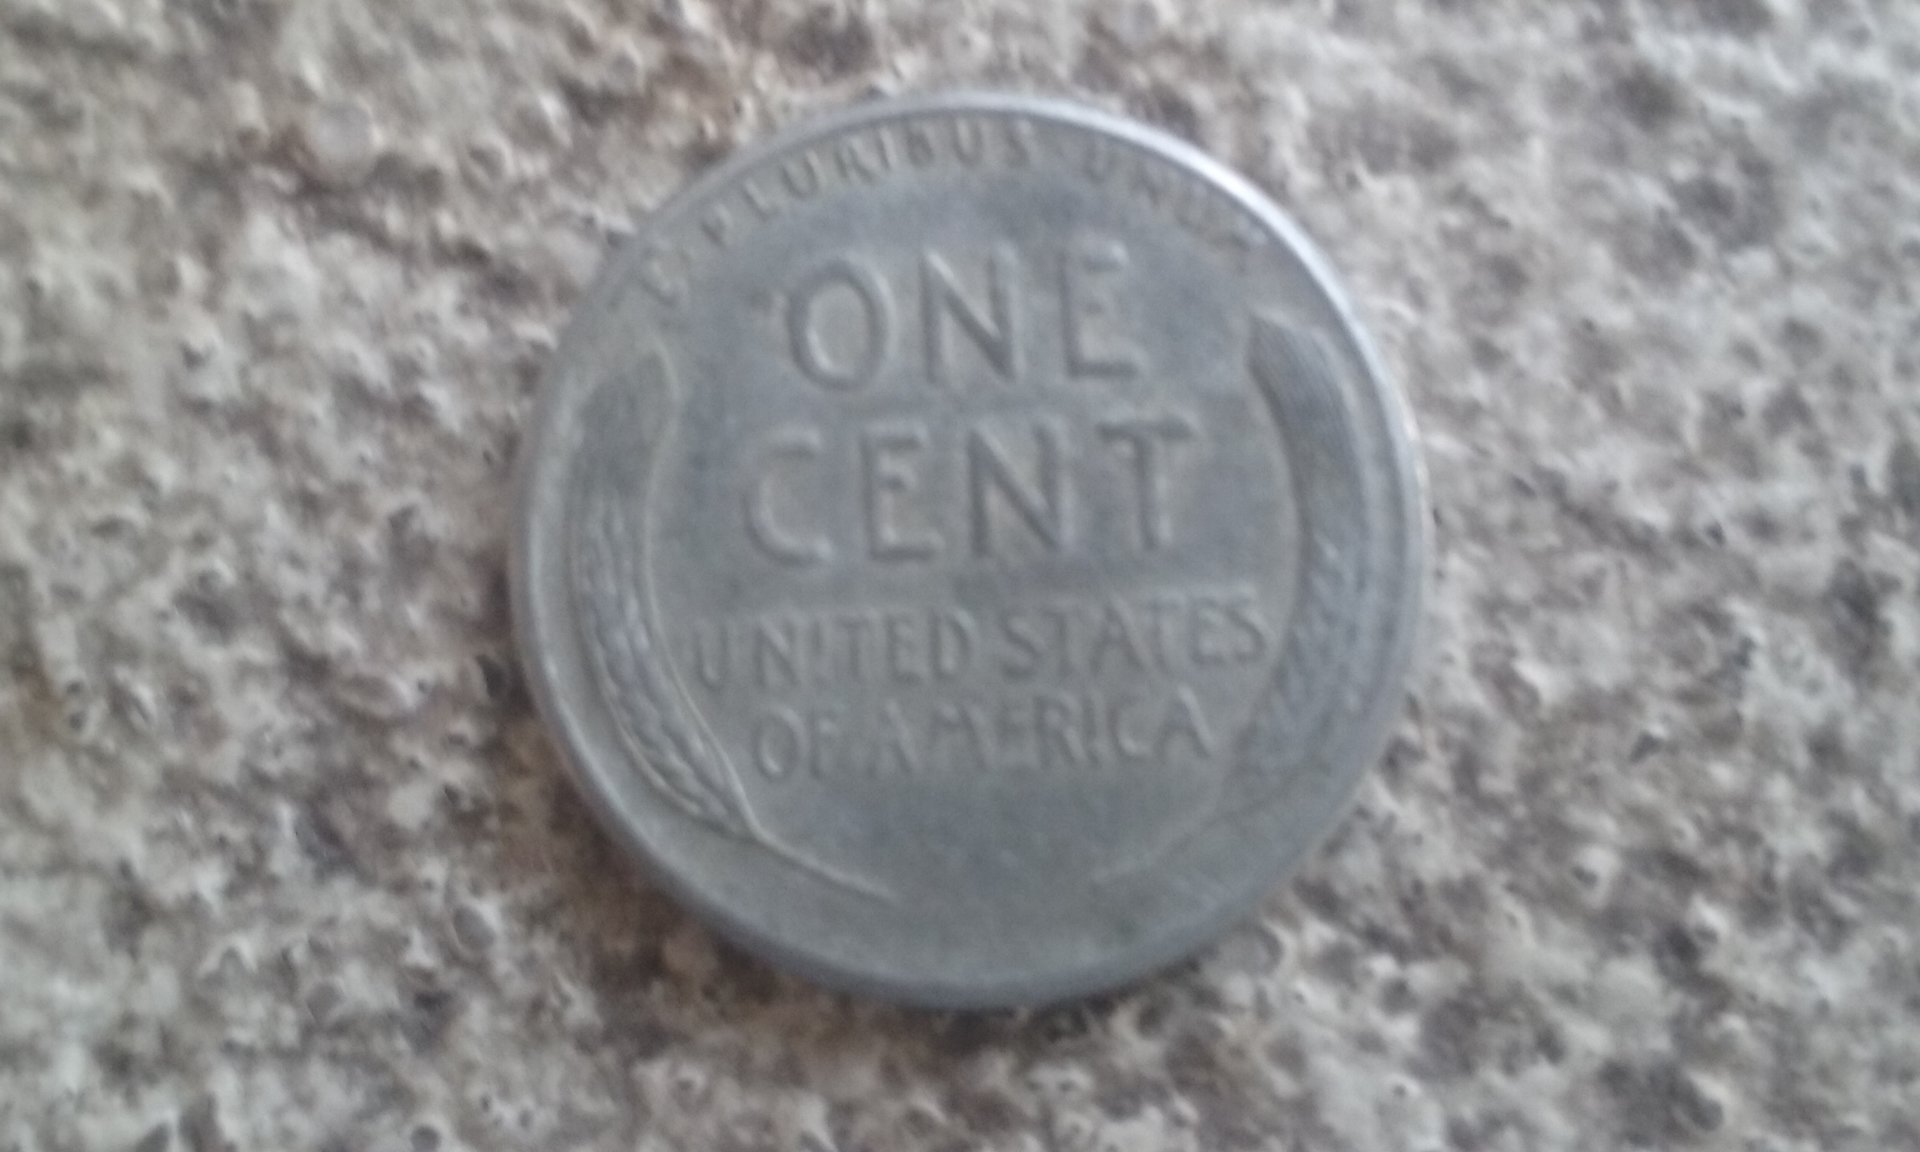 E PLURIBUS UNUM
ONE
CENT
UNITED STATES
OF AMERICA